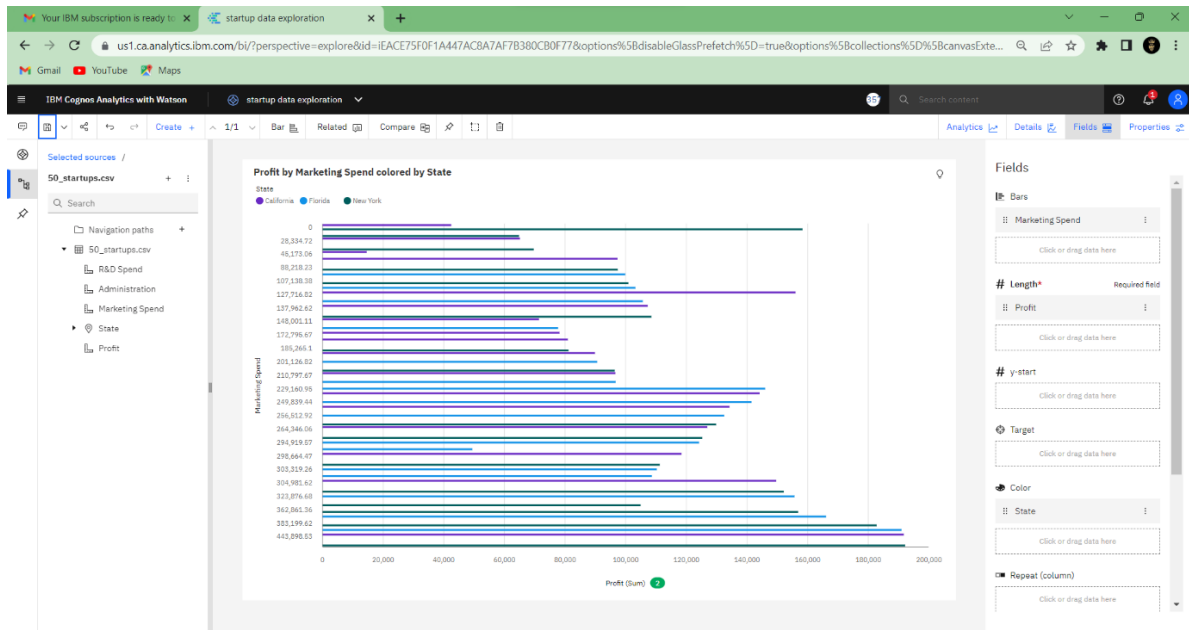 Your IBM subscription is ready to
startup data exploration
us1.ca.analytics.ibm.com/bi/?perspective=explore&id=iEACE75F0F1A447AC8A7AF7B380CB0F77&options%5BdisableGlassPrefetch%5D=true&options%5Bcollections%5D%5BcanvasExte...
Gmail YouTube Maps
IBM Cognos Analytics with Watson startup data exploration 357 Search content 1
Create + 1/1 Bar Related Compare Analytics Details Fields Properties
Selected sources /
50_startups.csv
Search
Navigation paths
50_startups.csv
R&D Spend
Administration
Marketing Spend
State
Profit
Profit by Marketing Spend colored by State
State
California Florida New York
Marketing Spend
0
28,334.72
46,173.06
88,218.23
107,138.38
127,716.82
137,962.62
148,001.11
172,795.67
185,265.1
201,126.82
210,797.67
229,160.95
249,839.44
256,512.92
264,346.06
294,919.57
298,664.47
303,319.26
304,981.62
323,876.68
362,861.36
383,199.62
443,898.53
0 20,000 40,000 60,000 80,000 100,000 120,000 140,000 160,000 180,000 200,000
Profit (Sum) 7
Fields
Bars
Marketing Spend
Click or drag data here
Length* Required field
Profit
Click or drag data here
y-start
Click or drag data here
Target
Click or drag data here
Color
State
Click or drag data here
Repeat (column)
Click or drag data here